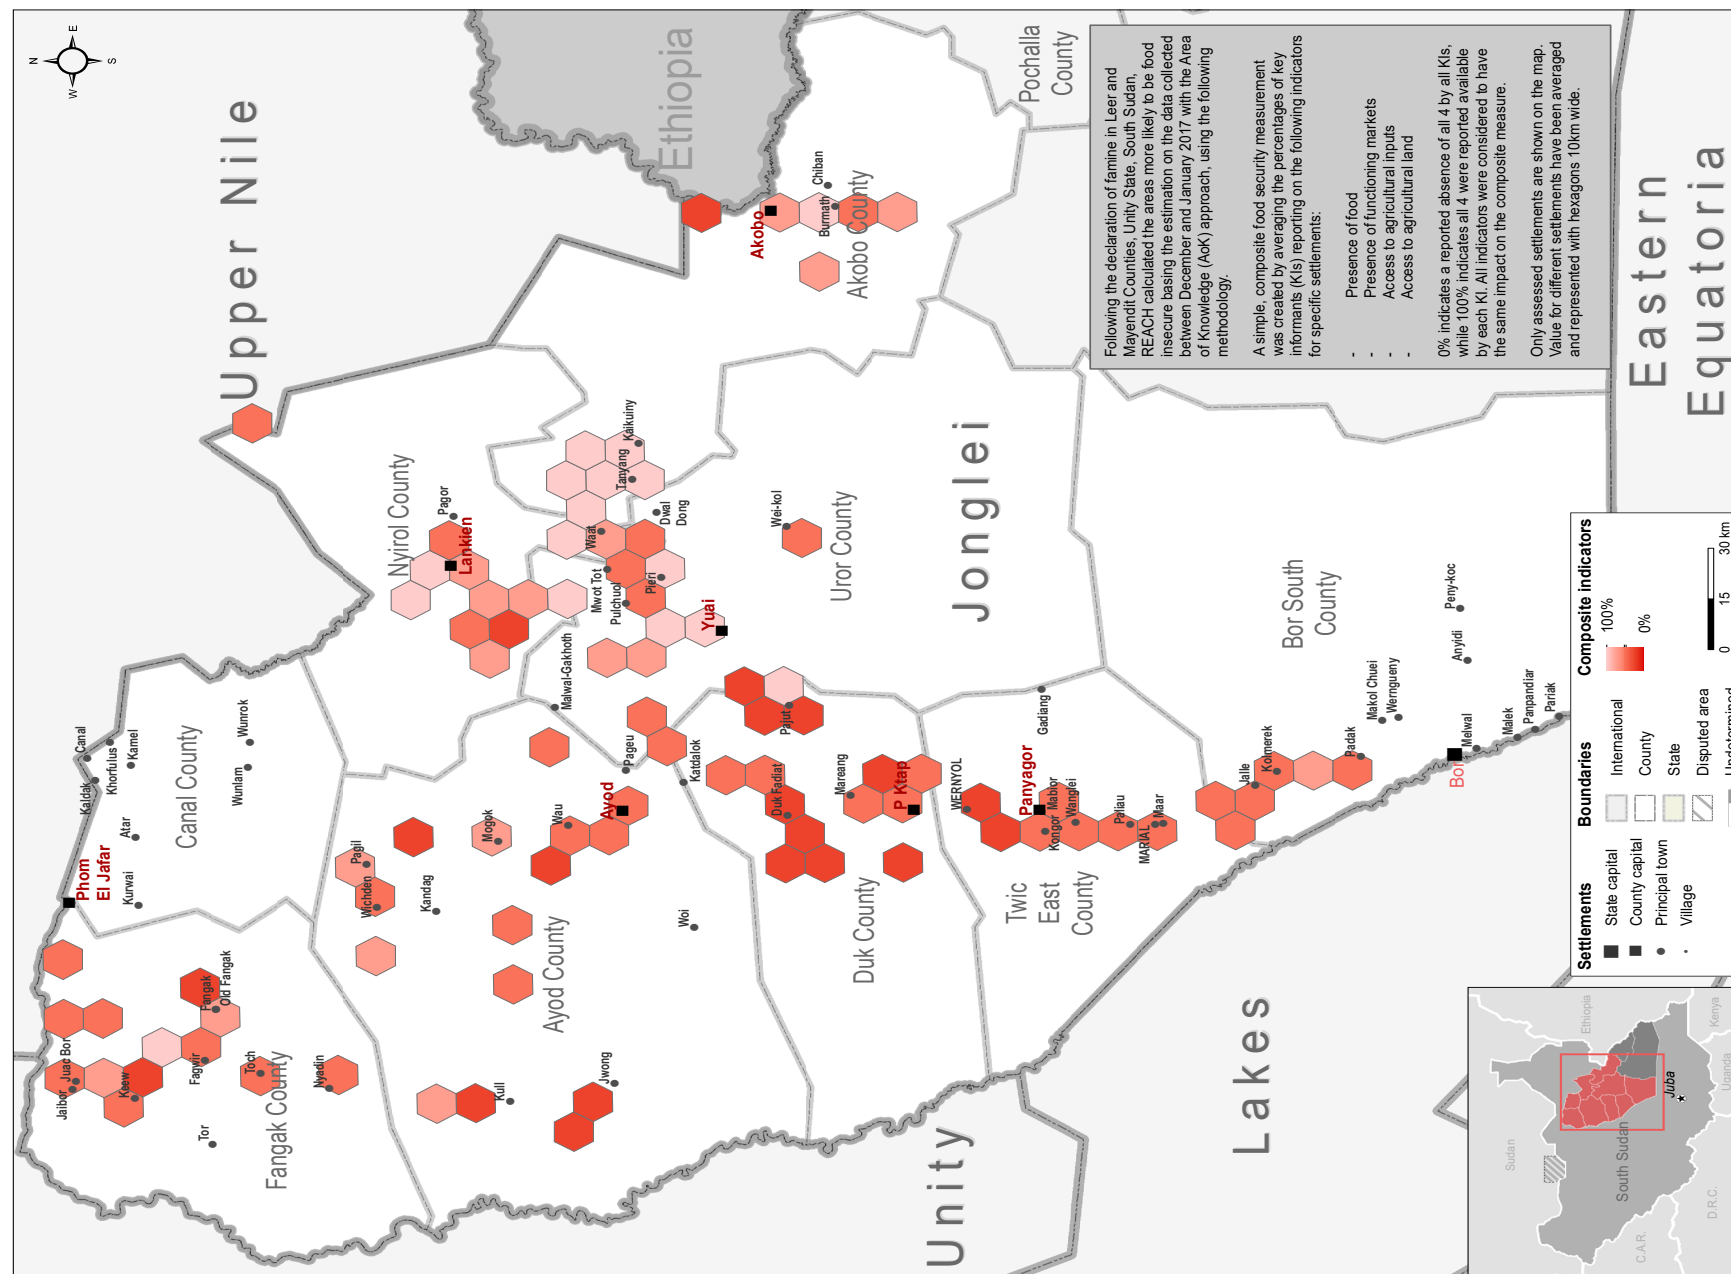 N
E
S
W
Upper Nile
Ethiopia
Pochalla
County
Following the declaration of famine in Leer and
Mayendit Counties, Unity State, South Sudan,
REACH calculated the areas more likely to be food
insecure basing the estimation on the data collected
between December and January 2017 with the Area
of Knowledge (AoK) approach, using the following
methodology.
A simple, composite food security measurement
was created by averaging the percentages of key
informants (KIs) reporting on the following indicators
for specific settlements:
- Presence of food
- Presence of functioning markets
- Access to agricultural inputs
- Access to agricultural land
0% indicates a reported absence of all 4 by all KIs,
while 100% indicates all 4 were reported available
by each KI. All indicators were considered to have
the same impact on the composite measure.
Only assessed settlements are shown on the map.
Value for different settlements have been averaged
and represented with hexagons 10km wide.
Eastern
Equatoria
Akobo
Chiban
Burmath
Akobo County
Nyirol County
Pagor
Lankien
Kaikuiny
Tanyang
Dwal
Dong
Waat
Mwot Tot
Pulchuol
Pieri
Yuai
Wei-kol
Uror County
Jonglei
Malwal-Gakhoth
Canal
Khorfulus
Kaldak
Kamel
Canal County
Wunrok
Wunlam
Atar
Kurwai
Phom
El Jafar
Pagil
Wichden
Kandag
Mogok
Wau
Ayod
Pageu
Katdalok
Woi
Ayod County
Pajut
Duk Fadiat
Mareang
P Ktap
Duk County
WERNYOL
Panyagor
Gadiang
Kongor
Mabior
Wanglei
Paliau
Maar
MARIAL
Twic
East
County
Jalle
Kolmerek
Padak
Makol Chuei
Werngueny
Bor South
County
Anyidi
Peny-koc
Bor
Melwal
Malek
Panpandiar
Pariak
Jaibor
Juac Bor
Keew
Fagwir
Pangak
Old Fangak
Toch
Nyadin
Tor
Fangak County
Kull
Jwong
Unity
Lakes
Settlements
State capital
County capital
Principal town
Village
Boundaries
International
County
State
Disputed area
Undetermined
Composite indicators
100%
0%
0
15
30 km
Sudan
Ethiopia
South Sudan
Juba
Kenya
Uganda
D.R.C.
C.A.R.